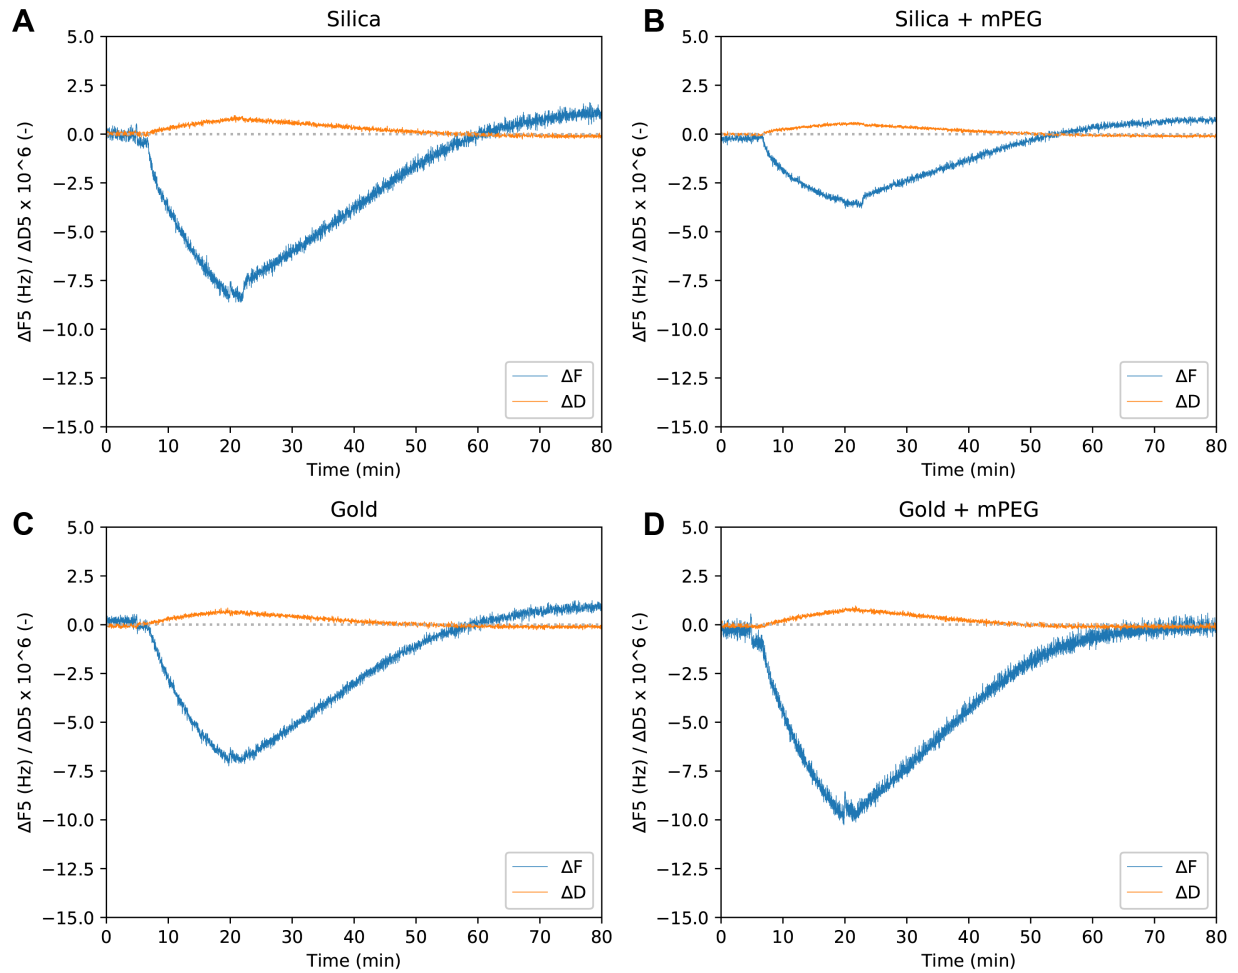 A
Silica
5.0
2.5
0.0
−2.5
−5.0
−7.5
−10.0
−12.5
−15.0
ΔF5 (Hz) / ΔD5 x 10^6 (-)
ΔF
ΔD
0 10 20 30 40 50 60 70 80
Time (min)
B
Silica + mPEG
5.0
2.5
0.0
−2.5
−5.0
−7.5
−10.0
−12.5
−15.0
ΔF5 (Hz) / ΔD5 x 10^6 (-)
ΔF
ΔD
0 10 20 30 40 50 60 70 80
Time (min)
C
Gold
5.0
2.5
0.0
−2.5
−5.0
−7.5
−10.0
−12.5
−15.0
ΔF5 (Hz) / ΔD5 x 10^6 (-)
ΔF
ΔD
0 10 20 30 40 50 60 70 80
Time (min)
D
Gold + mPEG
5.0
2.5
0.0
−2.5
−5.0
−7.5
−10.0
−12.5
−15.0
ΔF5 (Hz) / ΔD5 x 10^6 (-)
ΔF
ΔD
0 10 20 30 40 50 60 70 80
Time (min)